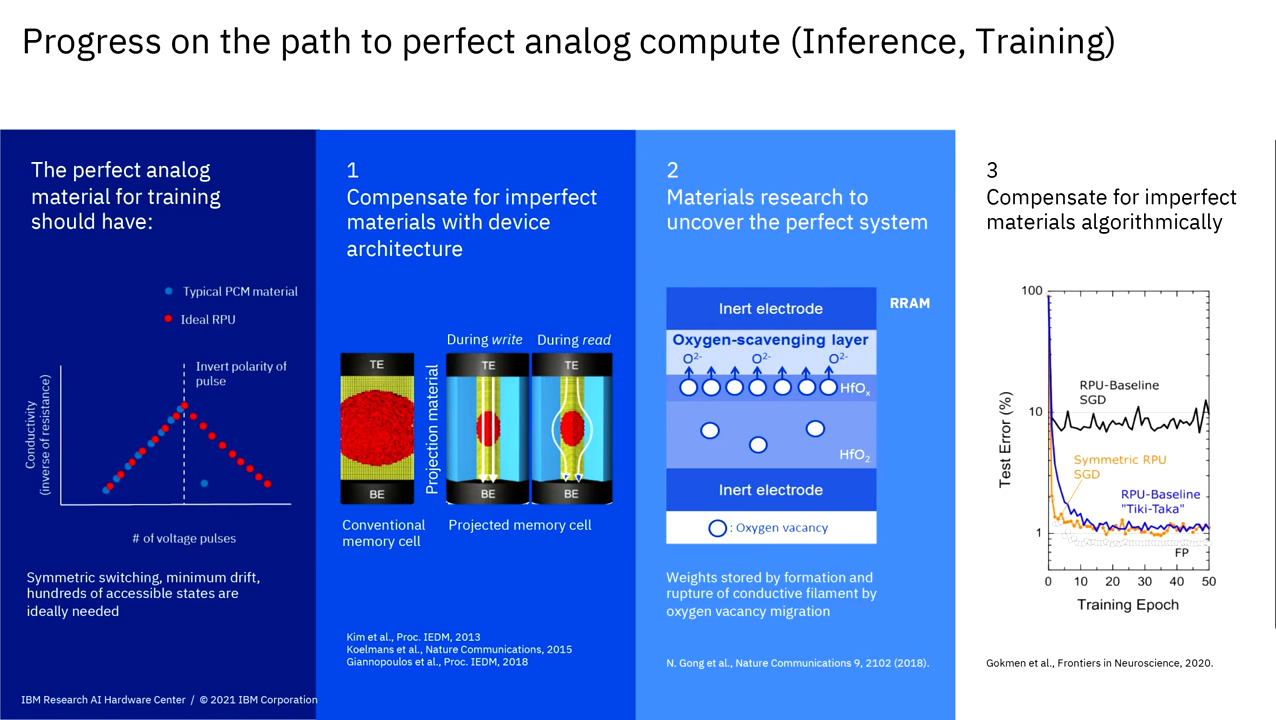 Progress on the path to perfect analog compute (Inference, Training)
The perfect analog
material for training
should have:
Typical PCM material
Ideal RPU
Invert polarity of
pulse
Conductivity
(inverse of resistance)
# of voltage pulses
Symmetric switching, minimum drift,
hundreds of accessible states are
ideally needed
IBM Research AI Hardware Center / © 2021 IBM Corporation
1
Compensate for imperfect
materials with device
architecture
During write
During read
TE
TE
TE
Projection material
BE
BE
BE
Conventional
memory cell
Projected memory cell
Kim et al., Proc. IEDM, 2013
Koelmans et al., Nature Communications, 2015
Giannopoulos et al., Proc. IEDM, 2018
2
Materials research to
uncover the perfect system
RRAM
Inert electrode
Oxygen-scavenging layer
O²⁻ O²⁻ O²⁻
HfOₓ
HfO₂
Inert electrode
: Oxygen vacancy
Weights stored by formation and
rupture of conductive filament by
oxygen vacancy migration
N. Gong et al., Nature Communications 9, 2102 (2018).
3
Compensate for imperfect
materials algorithmically
100
10
1
Test Error (%)
RPU-Baseline
SGD
Symmetric RPU
SGD
RPU-Baseline
"Tiki-Taka"
FP
0 10 20 30 40 50
Training Epoch
Gokmen et al., Frontiers in Neuroscience, 2020.